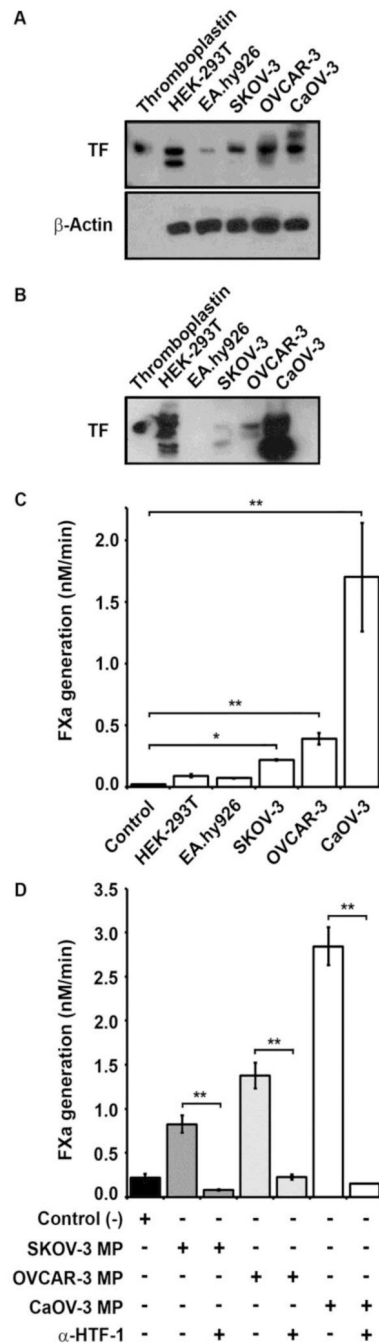 A
Thromboplastin
HEK-293T
EA.hy926
SKOV-3
OVCAR-3
CaOV-3
TF
β-Actin
B
Thromboplastin
HEK-293T
EA.hy926
SKOV-3
OVCAR-3
CaOV-3
TF
C
FXa generation (nM/min)
2.0
1.5
1.0
0.5
0.0
**
**
*
Control
HEK-293T
EA.hy926
SKOV-3
OVCAR-3
CaOV-3
D
FXa generation (nM/min)
3.5
3.0
2.5
2.0
1.5
1.0
0.5
0.0
**
**
**
Control (-) + - - - - - -
SKOV-3 MP - + + - - - -
OVCAR-3 MP - - - + + - -
CaOV-3 MP - - - - - + +
α-HTF-1 - - + - + - +